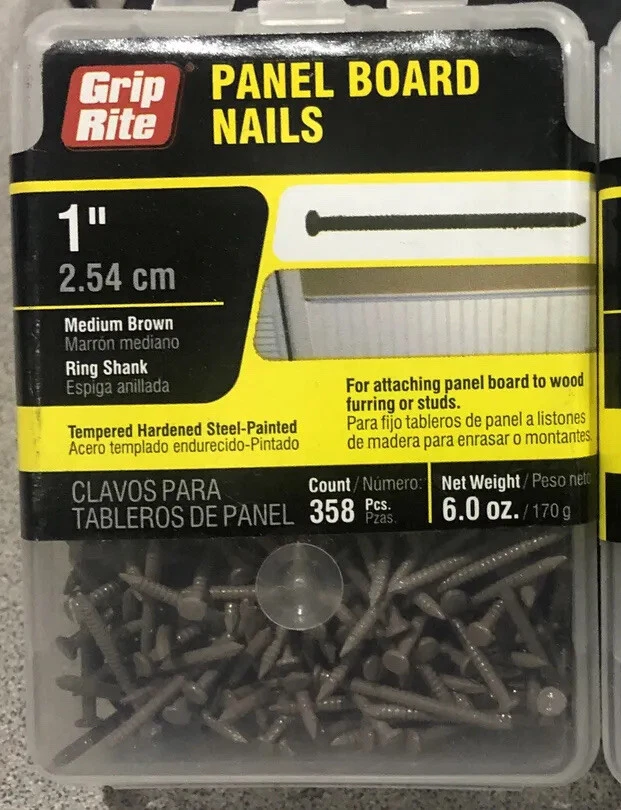 Grip
Rite
PANEL BOARD
NAILS
1"
2.54 cm
Medium Brown
Marrón mediano
Ring Shank
Espiga anillada
Tempered Hardened Steel-Painted
Acero templado endurecido-Pintado
For attaching panel board to wood
furring or studs.
Para fijo tableros de panel a listones
de madera para enrasar o montantes.
CLAVOS PARA
TABLEROS DE PANEL
Count / Número:
358 Pcs.
Pzas.
Net Weight / Peso neto
6.0 oz. / 170 g